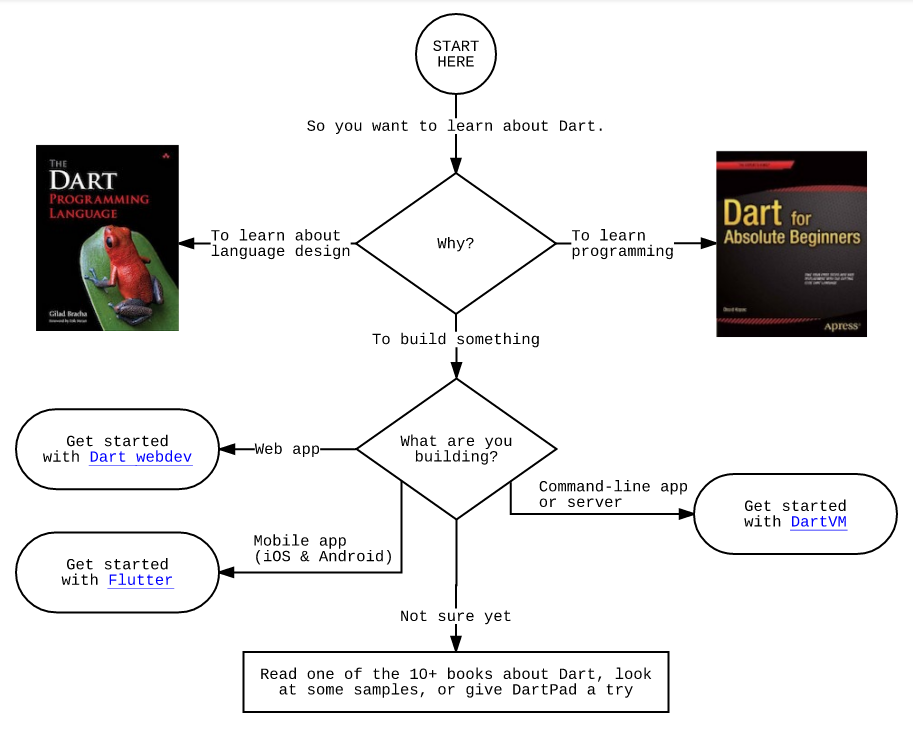 START
HERE
So you want to learn about Dart.
THE
DART
PROGRAMMING
LANGUAGE
Gilad Bracha
To learn about
language design
Why?
To learn
programming
Dart for
Absolute Beginners
Apress®
To build something
What are you
building?
Web app
Get started
with Dart webdev
Command-line app
or server
Get started
with DartVM
Mobile app
(iOS & Android)
Get started
with Flutter
Not sure yet
Read one of the 10+ books about Dart, look
at some samples, or give DartPad a try